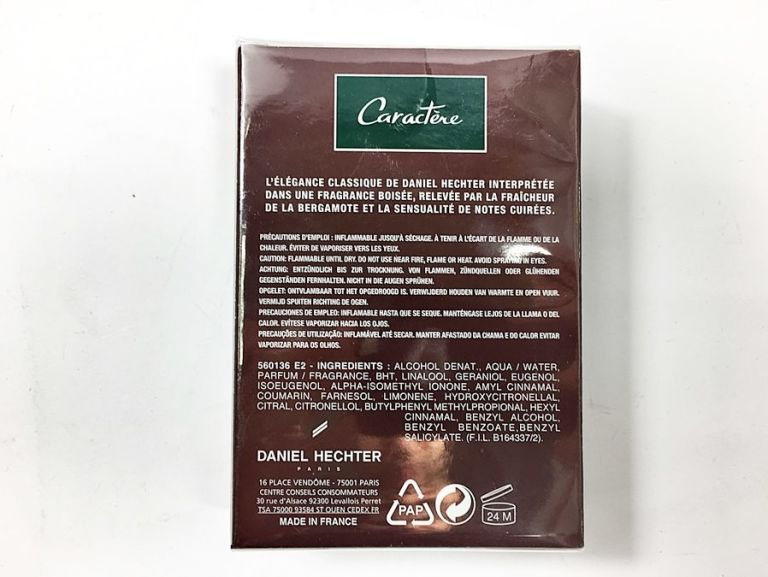 Caractère
L'ÉLÉGANCE CLASSIQUE DE DANIEL HECHTER INTERPRÉTÉE
DANS UNE FRAGRANCE BOISÉE, RELEVÉE PAR LA FRAÎCHEUR
DE LA BERGAMOTE ET LA SENSUALITÉ DE NOTES CUIRÉES.
PRÉCAUTIONS D'EMPLOI : INFLAMMABLE JUSQU'À SÉCHAGE. À TENIR À L'ÉCART DE LA FLAMME OU DE LA
CHALEUR. ÉVITER DE VAPORISER VERS LES YEUX.
CAUTION: FLAMMABLE UNTIL DRY. DO NOT USE NEAR FIRE, FLAME OR HEAT. AVOID SPRAYING IN EYES.
ACHTUNG: ENTZÜNDLICH BIS ZUR TROCKNUNG. VON FLAMMEN, ZÜNDQUELLEN ODER GLÜHENDEN
GEGENSTÄNDEN FERNHALTEN. NICHT IN DIE AUGEN SPRÜHEN.
OPGELET: ONTVLAMBAAR TOT HET OPGEDROOGD IS. VERWIJDERD HOUDEN VAN WARMTE EN OPEN VUUR.
VERMIJD SPUITEN RICHTING DE OGEN.
PRECAUCIONES DE EMPLEO: INFLAMABLE HASTA QUE SE SEQUE. MANTÉNGASE LEJOS DE LA LLAMA O DEL
CALOR. EVÍTESE VAPORIZAR HACIA LOS OJOS.
PRECAUÇÕES DE UTILIZAÇÃO: INFLAMÁVEL ATÉ SECAR. MANTER AFASTADO DA CHAMA E DO CALOR EVITAR
VAPORIZAR PARA OS OLHOS.
560136 E2 - INGREDIENTS : ALCOHOL DENAT., AQUA / WATER,
PARFUM / FRAGRANCE, BHT, LINALOOL, GERANIOL, EUGENOL,
ISOEUGENOL, ALPHA-ISOMETHYL IONONE, AMYL CINNAMAL,
COUMARIN, FARNESOL, LIMONENE, HYDROXYCITRONELLAL,
CITRAL, CITRONELLOL, BUTYLPHENYL METHYLPROPIONAL, HEXYL
CINNAMAL, BENZYL ALCOHOL,
BENZYL BENZOATE,BENZYL
SALICYLATE. (F.I.L. B164337/2).
DANIEL HECHTER
PARIS
16 PLACE VENDÔME - 75001 PARIS
CENTRE CONSEILS CONSOMMATEURS
30 rue d'Alsace 92300 Levallois Perret
TSA 75000 93584 ST OUEN CEDEX.FR
MADE IN FRANCE
PAP
24 M